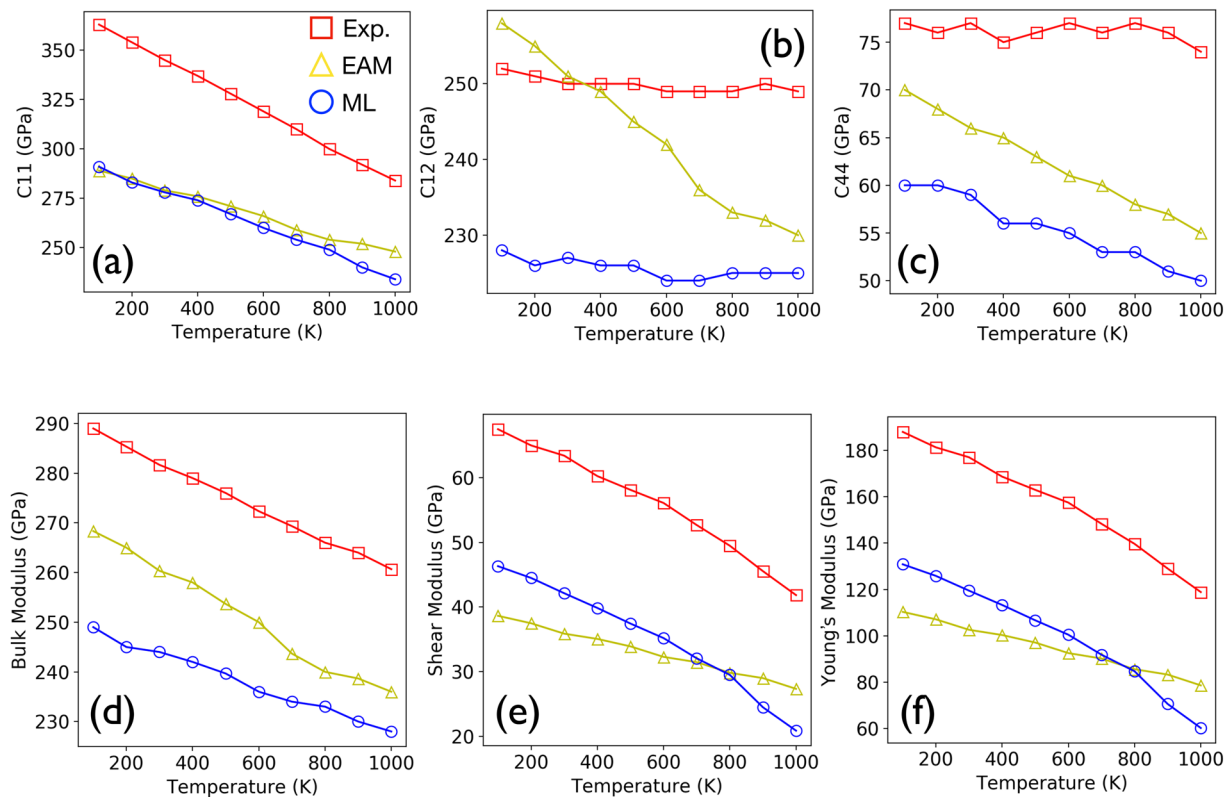 C11 (GPa)
350
325
300
275
250
Exp.
EAM
ML
(a)
200 400 600 800 1000
Temperature (K)
C12 (GPa)
250
240
230
(b)
200 400 600 800 1000
Temperature (K)
C44 (GPa)
75
70
65
60
55
50
(c)
200 400 600 800 1000
Temperature (K)
Bulk Modulus (GPa)
290
280
270
260
250
240
230
(d)
200 400 600 800 1000
Temperature (K)
Shear Modulus (GPa)
60
50
40
30
20
(e)
200 400 600 800 1000
Temperature (K)
Young's Modulus (GPa)
180
160
140
120
100
80
60
(f)
200 400 600 800 1000
Temperature (K)